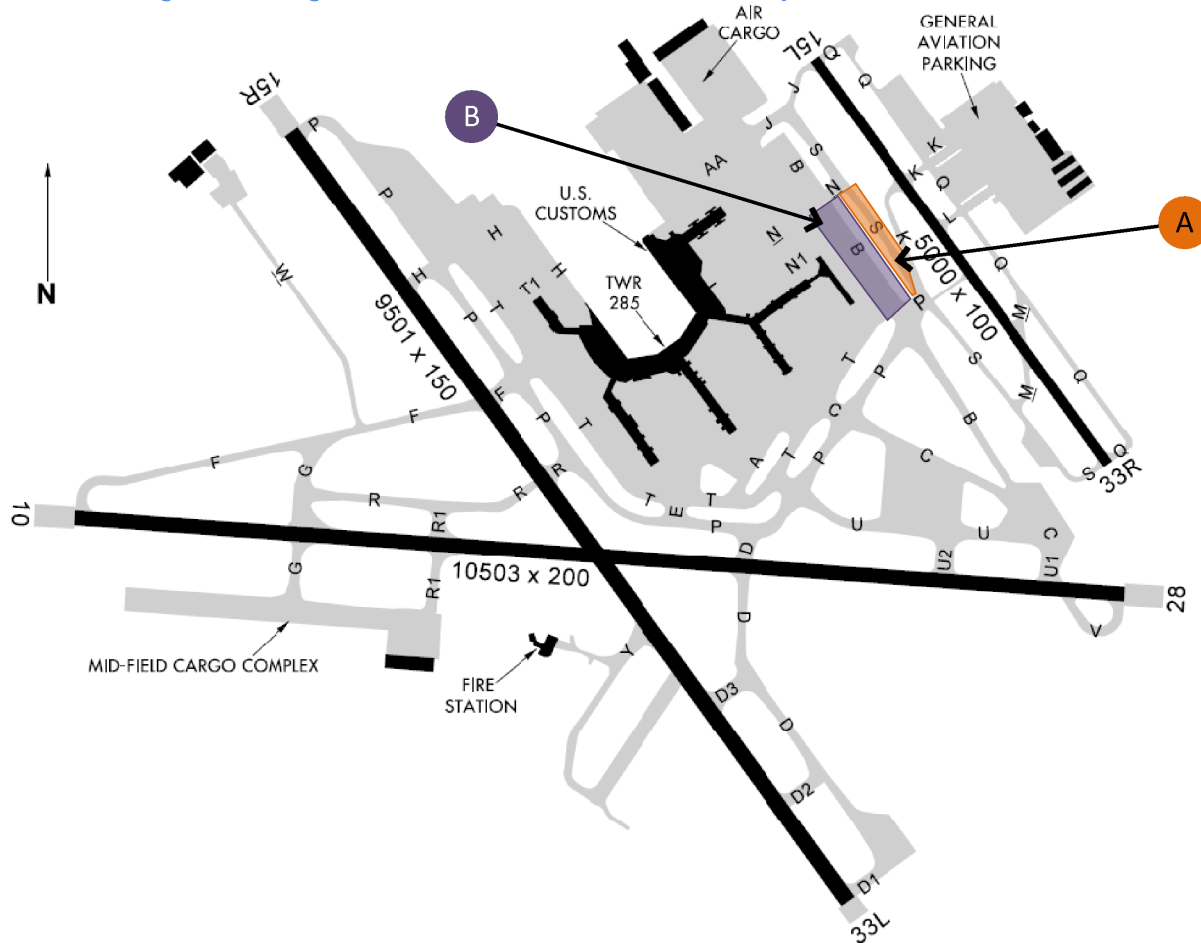 AIR
CARGO
GENERAL
AVIATION
PARKING
15L
Q
Q
15R
J
B
J
P
S
K
AA
B
K
N
Q
P
U.S.
CUSTOMS
L
A
H
N
S
K
B
5000 x 100
H
N1
Q
W
H
TWR
285
T1
N
P
M
9501 x 150
T
P
T
S
P
Q
F
E
M
F
P
T
C
B
A
T
P
C
Q
S
33R
F
G
R
R
R
R1
T
E
T
P
U
U
C
10
D
U2
U1
G
10503 x 200
R1
28
D
V
MID-FIELD CARGO COMPLEX
Y
FIRE
STATION
D3
D
D2
D1
33L